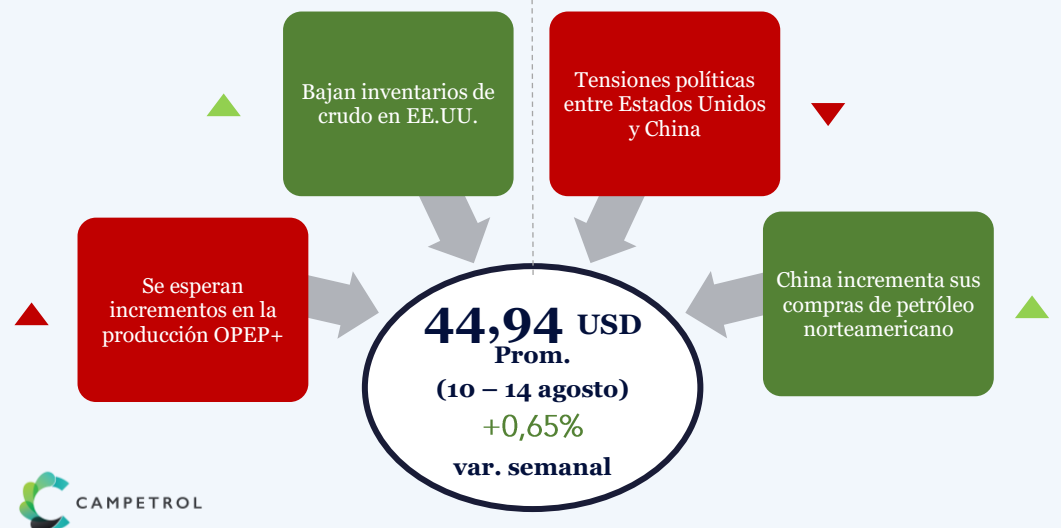 Bajan inventarios de
crudo en EE.UU.
Tensiones políticas
entre Estados Unidos
y China
Se esperan
incrementos en la
producción OPEP+
China incrementa sus
compras de petróleo
norteamericano
44,94 USD
Prom.
(10 – 14 agosto)
+0,65%
var. semanal
CAMPETROL